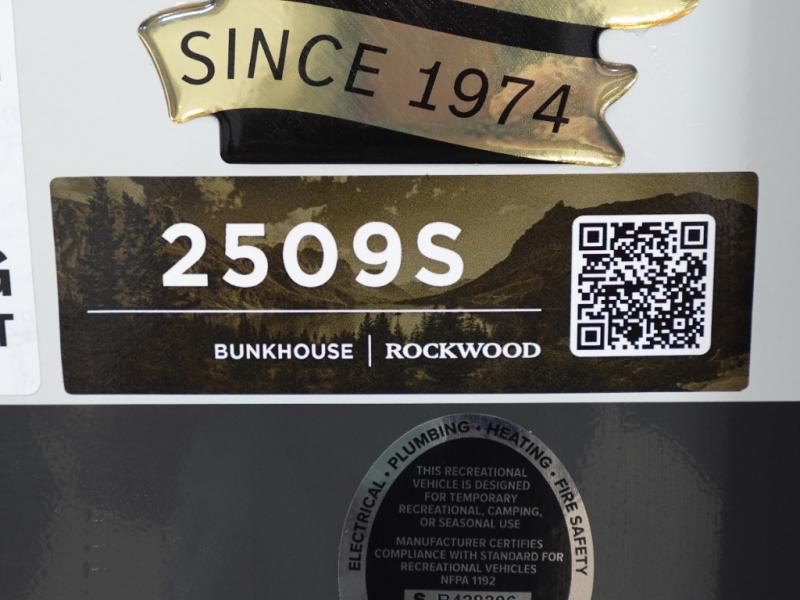 SINCE 1974
2509S
BUNKHOUSE | ROCKWOOD
ELECTRICAL • PLUMBING • HEATING • FIRE SAFETY
THIS RECREATIONAL
VEHICLE IS DESIGNED
FOR TEMPORARY
RECREATIONAL, CAMPING,
OR SEASONAL USE
MANUFACTURER CERTIFIES
COMPLIANCE WITH STANDARD FOR
RECREATIONAL VEHICLES
NFPA 1192
G
T